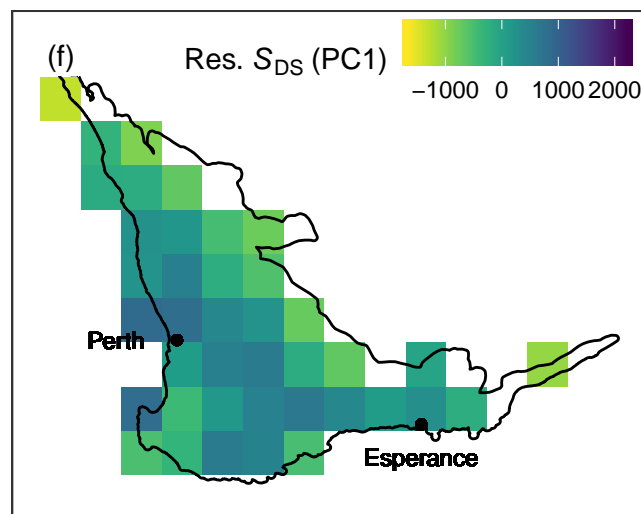 (f)
Res. S_DS (PC1)
−1000 0 1000 2000
Perth
Esperance